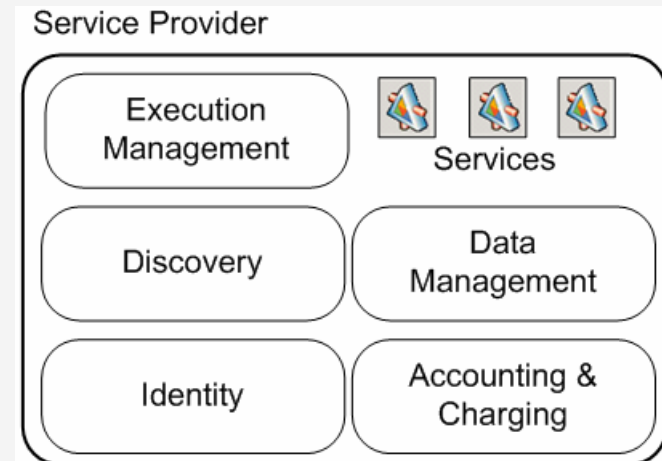 Service Provider
Execution
Management
Services
Discovery
Data
Management
Identity
Accounting &
Charging